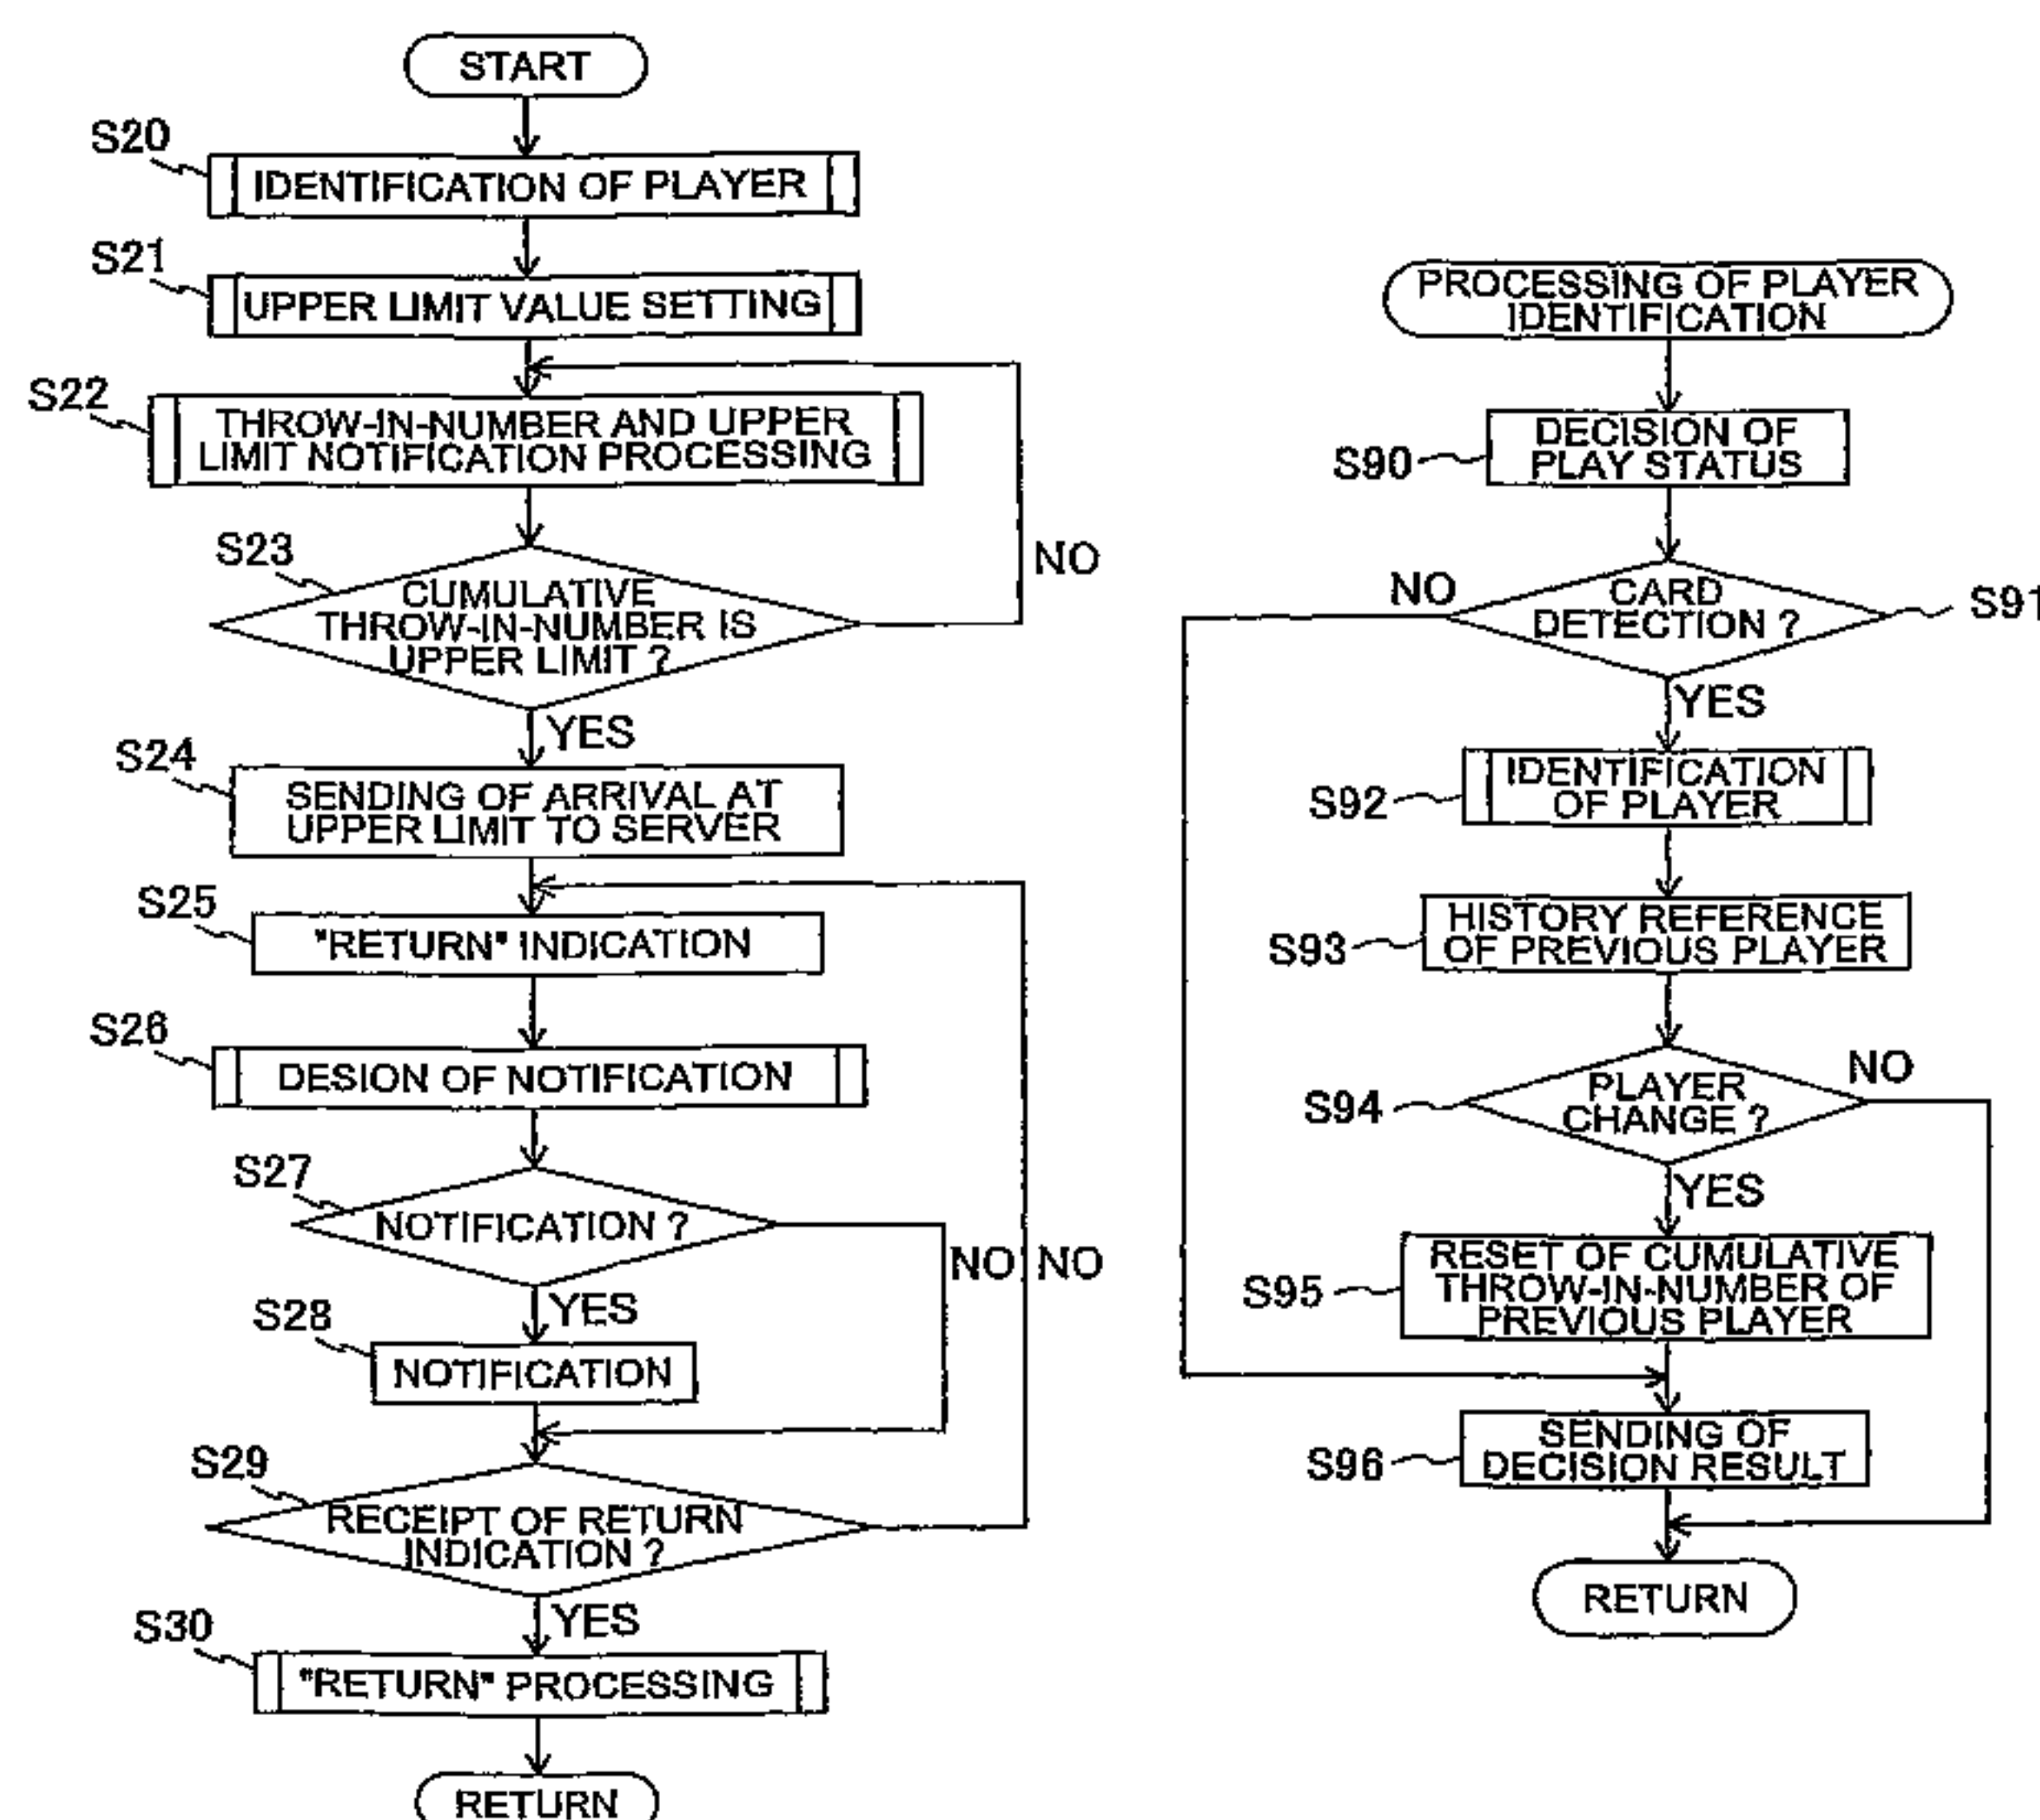 START
S20
IDENTIFICATION OF PLAYER
S21
UPPER LIMIT VALUE SETTING
S22
THROW-IN-NUMBER AND UPPER
LIMIT NOTIFICATION PROCESSING
S23
CUMULATIVE
THROW-IN-NUMBER IS
UPPER LIMIT ?
NO
YES
S24
SENDING OF ARRIVAL AT
UPPER LIMIT TO SERVER
S25
"RETURN" INDICATION
S26
DESION OF NOTIFICATION
S27
NOTIFICATION ?
NO
NO
YES
S28
NOTIFICATION
S29
RECEIPT OF RETURN
INDICATION ?
YES
S30
"RETURN" PROCESSING
RETURN
PROCESSING OF PLAYER
IDENTIFICATION
S90
DECISION OF
PLAY STATUS
NO
CARD
DETECTION ?
S91
YES
S92
IDENTIFICATION
OF PLAYER
S93
HISTORY REFERENCE
OF PREVIOUS PLAYER
S94
PLAYER
CHANGE ?
NO
YES
S95
RESET OF CUMULATIVE
THROW-IN-NUMBER OF
PREVIOUS PLAYER
S96
SENDING OF
DECISION RESULT
RETURN